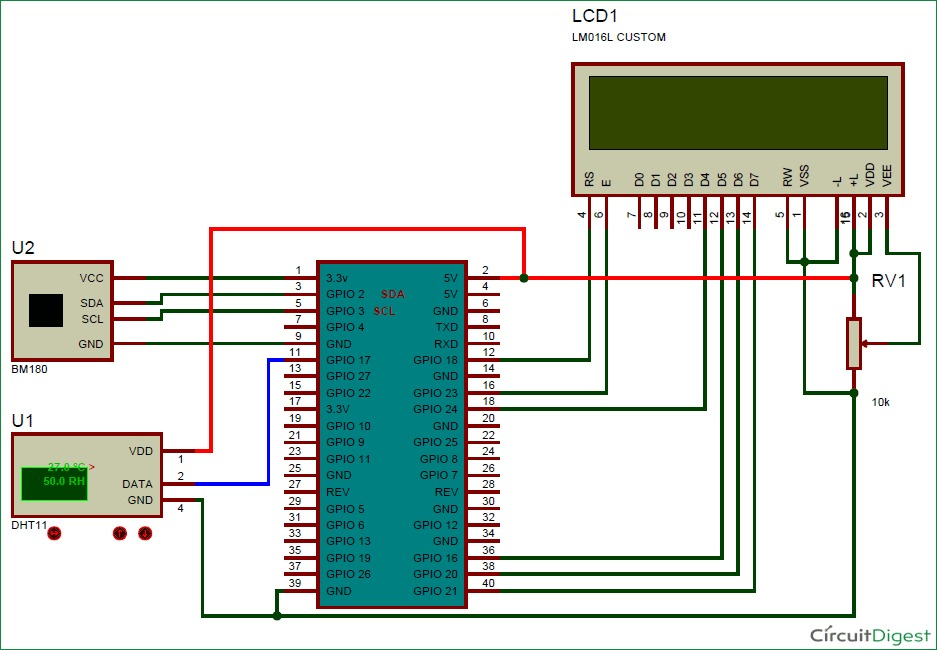 LCD1
LM016L CUSTOM
RS E D0 D1 D2 D3 D4 D5 D6 D7 RW VSS -L +L VDD VEE
4 6 7 8 9 10 11 12 13 14 5 1 2 3
RV1
10k
U2
VCC
SDA
SCL
GND
BM180
U1
VDD
1
27.0 °C >
50.0 RH
DATA
2
GND
4
DHT11
1 3.3v 5V 2
3 GPIO 2 SDA 5V 4
5 GPIO 3 SCL GND 6
7 GPIO 4 TXD 8
9 GND RXD 10
11 GPIO 17 GPIO 18 12
13 GPIO 27 GND 14
15 GPIO 22 GPIO 23 16
17 3.3V GPIO 24 18
19 GPIO 10 GND 20
21 GPIO 9 GPIO 25 22
23 GPIO 11 GPIO 8 24
25 GND GPIO 7 26
27 REV REV 28
29 GPIO 5 GND 30
31 GPIO 6 GPIO 12 32
33 GPIO 13 GND 34
35 GPIO 19 GPIO 16 36
37 GPIO 26 GPIO 20 38
39 GND GPIO 21 40
CircuitDigest